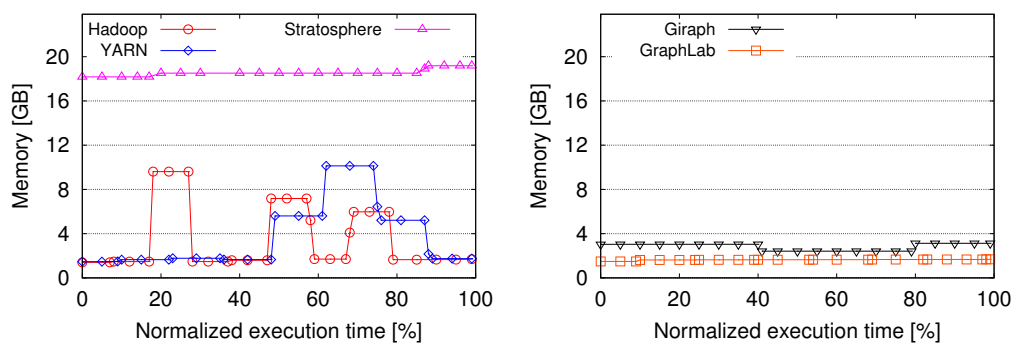 Hadoop
YARN
Stratosphere
Memory [GB]
20
16
12
8
4
0
0 20 40 60 80 100
Normalized execution time [%]
Giraph
GraphLab
Memory [GB]
20
16
12
8
4
0
0 20 40 60 80 100
Normalized execution time [%]